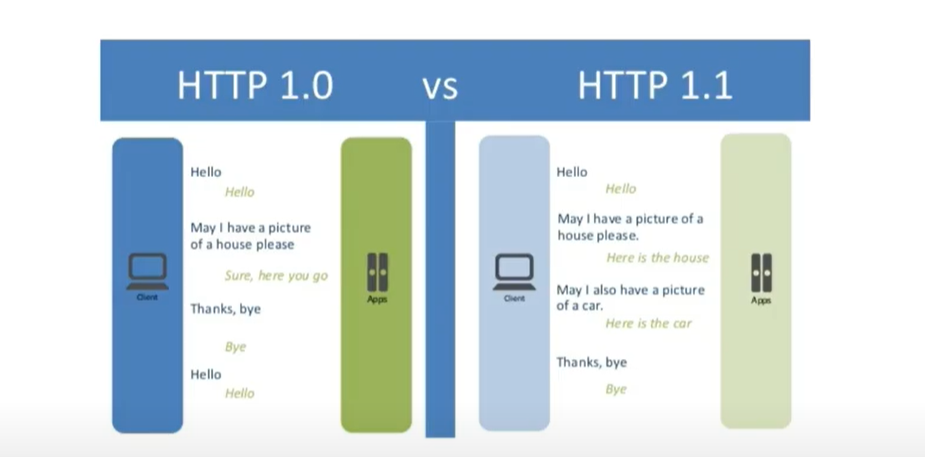 HTTP 1.0 vs HTTP 1.1
Hello
Hello
May I have a picture
of a house please
Sure, here you go
Thanks, bye
Bye
Hello
Hello
Client
Apps
Hello
Hello
May I have a picture of a
house please.
Here is the house
May I also have a picture
of a car.
Here is the car
Thanks, bye
Bye
Client
Apps